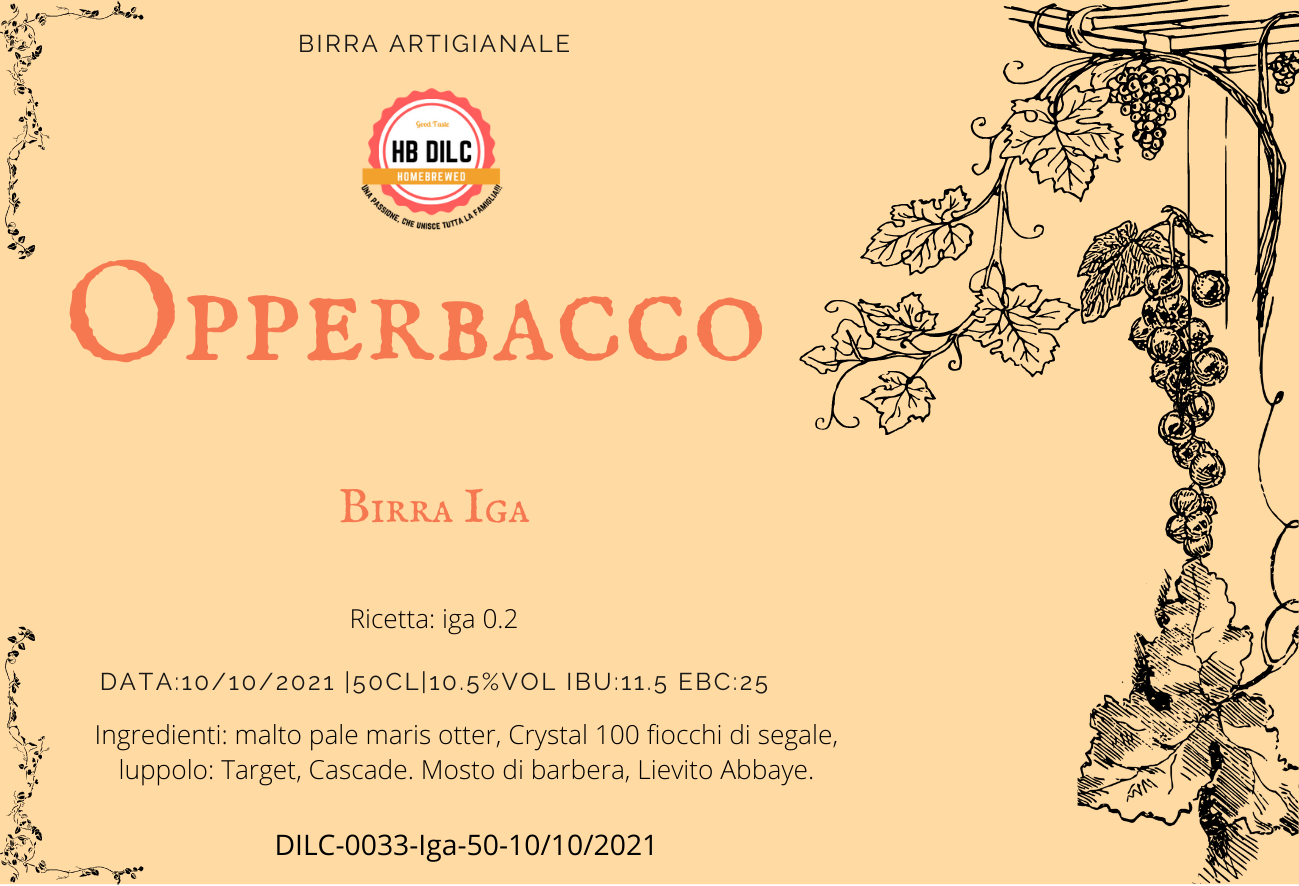 BIRRA ARTIGIANALE
Good Taste
HB DILC
HOMEBREWED
UNA PASSIONE, CHE UNISCE TUTTA LA FAMIGLIA!!!
OPPERBACCO
BIRRA IGA
Ricetta: iga 0.2
DATA:10/10/2021 |50CL|10.5%VOL IBU:11.5 EBC:25
Ingredienti: malto pale maris otter, Crystal 100 fiocchi di segale,
luppolo: Target, Cascade. Mosto di barbera, Lievito Abbaye.
DILC-0033-Iga-50-10/10/2021